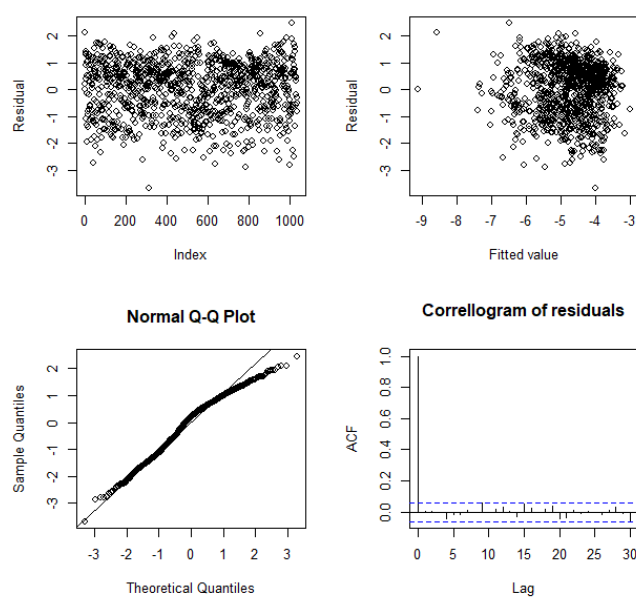 2
1
0
-1
-2
-3
Residual
0 200 400 600 800 1000
Index
2
1
0
-1
-2
-3
Residual
-9 -8 -7 -6 -5 -4 -3
Fitted value
Normal Q-Q Plot
2
1
0
-1
-2
-3
Sample Quantiles
-3 -2 -1 0 1 2 3
Theoretical Quantiles
Correllogram of residuals
1.0
0.8
0.6
0.4
0.2
0.0
ACF
0 5 10 15 20 25 30
Lag